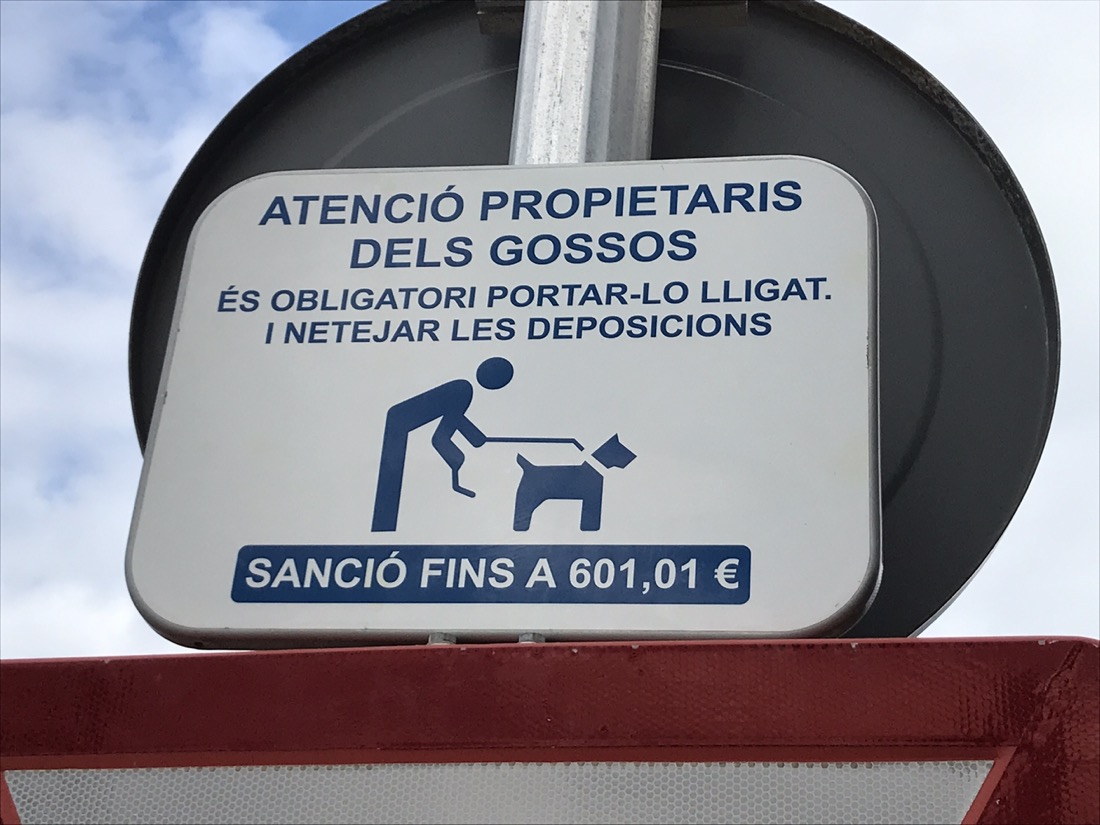 ATENCIÓ PROPIETARIS
DELS GOSSOS
ÉS OBLIGATORI PORTAR-LO LLIGAT.
I NETEJAR LES DEPOSICIONS
SANCIÓ FINS A 601,01 €